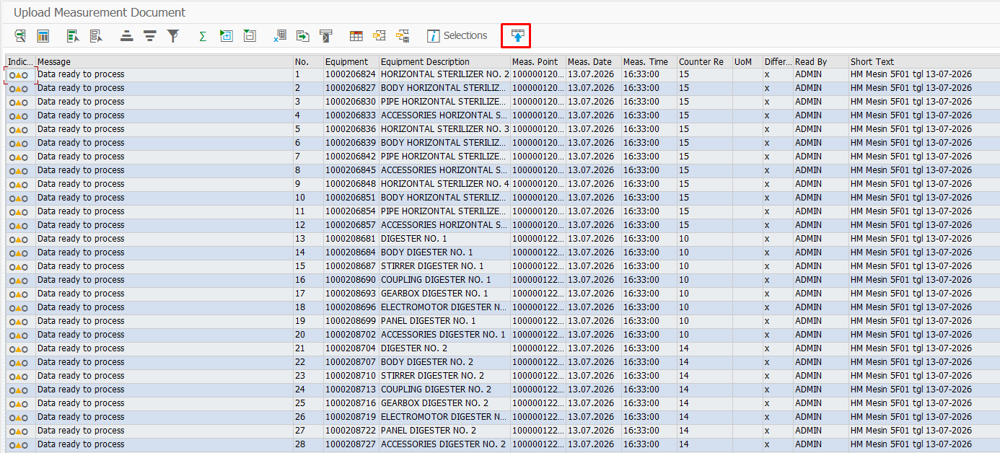 Upload Measurement Document
Selections
Indic... Message No. Equipment Equipment Description Meas. Point Meas. Date Meas. Time Counter Re UoM Differ... Read By Short Text
Data ready to process 1 1000206824 HORIZONTAL STERILIZER NO. 2 100000120... 13.07.2026 16:33:00 15 x ADMIN HM Mesin 5F01 tgl 13-07-2026
Data ready to process 2 1000206827 BODY HORIZONTAL STERILIZ... 100000120... 13.07.2026 16:33:00 15 x ADMIN HM Mesin 5F01 tgl 13-07-2026
Data ready to process 3 1000206830 PIPE HORIZONTAL STERILIZE... 100000120... 13.07.2026 16:33:00 15 x ADMIN HM Mesin 5F01 tgl 13-07-2026
Data ready to process 4 1000206833 ACCESSORIES HORIZONTAL S... 100000120... 13.07.2026 16:33:00 15 x ADMIN HM Mesin 5F01 tgl 13-07-2026
Data ready to process 5 1000206836 HORIZONTAL STERILIZER NO. 3 100000120... 13.07.2026 16:33:00 15 x ADMIN HM Mesin 5F01 tgl 13-07-2026
Data ready to process 6 1000206839 BODY HORIZONTAL STERILIZ... 100000120... 13.07.2026 16:33:00 15 x ADMIN HM Mesin 5F01 tgl 13-07-2026
Data ready to process 7 1000206842 PIPE HORIZONTAL STERILIZE... 100000120... 13.07.2026 16:33:00 15 x ADMIN HM Mesin 5F01 tgl 13-07-2026
Data ready to process 8 1000206845 ACCESSORIES HORIZONTAL S... 100000120... 13.07.2026 16:33:00 15 x ADMIN HM Mesin 5F01 tgl 13-07-2026
Data ready to process 9 1000206848 HORIZONTAL STERILIZER NO. 4 100000120... 13.07.2026 16:33:00 15 x ADMIN HM Mesin 5F01 tgl 13-07-2026
Data ready to process 10 1000206851 BODY HORIZONTAL STERILIZ... 100000120... 13.07.2026 16:33:00 15 x ADMIN HM Mesin 5F01 tgl 13-07-2026
Data ready to process 11 1000206854 PIPE HORIZONTAL STERILIZE... 100000120... 13.07.2026 16:33:00 15 x ADMIN HM Mesin 5F01 tgl 13-07-2026
Data ready to process 12 1000206857 ACCESSORIES HORIZONTAL S... 100000120... 13.07.2026 16:33:00 15 x ADMIN HM Mesin 5F01 tgl 13-07-2026
Data ready to process 13 1000208681 DIGESTER NO. 1 100000122... 13.07.2026 16:33:00 10 x ADMIN HM Mesin 5F01 tgl 13-07-2026
Data ready to process 14 1000208684 BODY DIGESTER NO. 1 100000122... 13.07.2026 16:33:00 10 x ADMIN HM Mesin 5F01 tgl 13-07-2026
Data ready to process 15 1000208687 STIRRER DIGESTER NO. 1 100000122... 13.07.2026 16:33:00 10 x ADMIN HM Mesin 5F01 tgl 13-07-2026
Data ready to process 16 1000208690 COUPLING DIGESTER NO. 1 100000122... 13.07.2026 16:33:00 10 x ADMIN HM Mesin 5F01 tgl 13-07-2026
Data ready to process 17 1000208693 GEARBOX DIGESTER NO. 1 100000122... 13.07.2026 16:33:00 10 x ADMIN HM Mesin 5F01 tgl 13-07-2026
Data ready to process 18 1000208696 ELECTROMOTOR DIGESTER N... 100000122... 13.07.2026 16:33:00 10 x ADMIN HM Mesin 5F01 tgl 13-07-2026
Data ready to process 19 1000208699 PANEL DIGESTER NO. 1 100000122... 13.07.2026 16:33:00 10 x ADMIN HM Mesin 5F01 tgl 13-07-2026
Data ready to process 20 1000208702 ACCESSORIES DIGESTER NO. 1 100000122... 13.07.2026 16:33:00 10 x ADMIN HM Mesin 5F01 tgl 13-07-2026
Data ready to process 21 1000208704 DIGESTER NO. 2 100000122... 13.07.2026 16:33:00 14 x ADMIN HM Mesin 5F01 tgl 13-07-2026
Data ready to process 22 1000208707 BODY DIGESTER NO. 2 100000122... 13.07.2026 16:33:00 14 x ADMIN HM Mesin 5F01 tgl 13-07-2026
Data ready to process 23 1000208710 STIRRER DIGESTER NO. 2 100000122... 13.07.2026 16:33:00 14 x ADMIN HM Mesin 5F01 tgl 13-07-2026
Data ready to process 24 1000208713 COUPLING DIGESTER NO. 2 100000122... 13.07.2026 16:33:00 14 x ADMIN HM Mesin 5F01 tgl 13-07-2026
Data ready to process 25 1000208716 GEARBOX DIGESTER NO. 2 100000122... 13.07.2026 16:33:00 14 x ADMIN HM Mesin 5F01 tgl 13-07-2026
Data ready to process 26 1000208719 ELECTROMOTOR DIGESTER N... 100000122... 13.07.2026 16:33:00 14 x ADMIN HM Mesin 5F01 tgl 13-07-2026
Data ready to process 27 1000208722 PANEL DIGESTER NO. 2 100000122... 13.07.2026 16:33:00 14 x ADMIN HM Mesin 5F01 tgl 13-07-2026
Data ready to process 28 1000208727 ACCESSORIES DIGESTER NO. 2 100000122... 13.07.2026 16:33:00 14 x ADMIN HM Mesin 5F01 tgl 13-07-2026